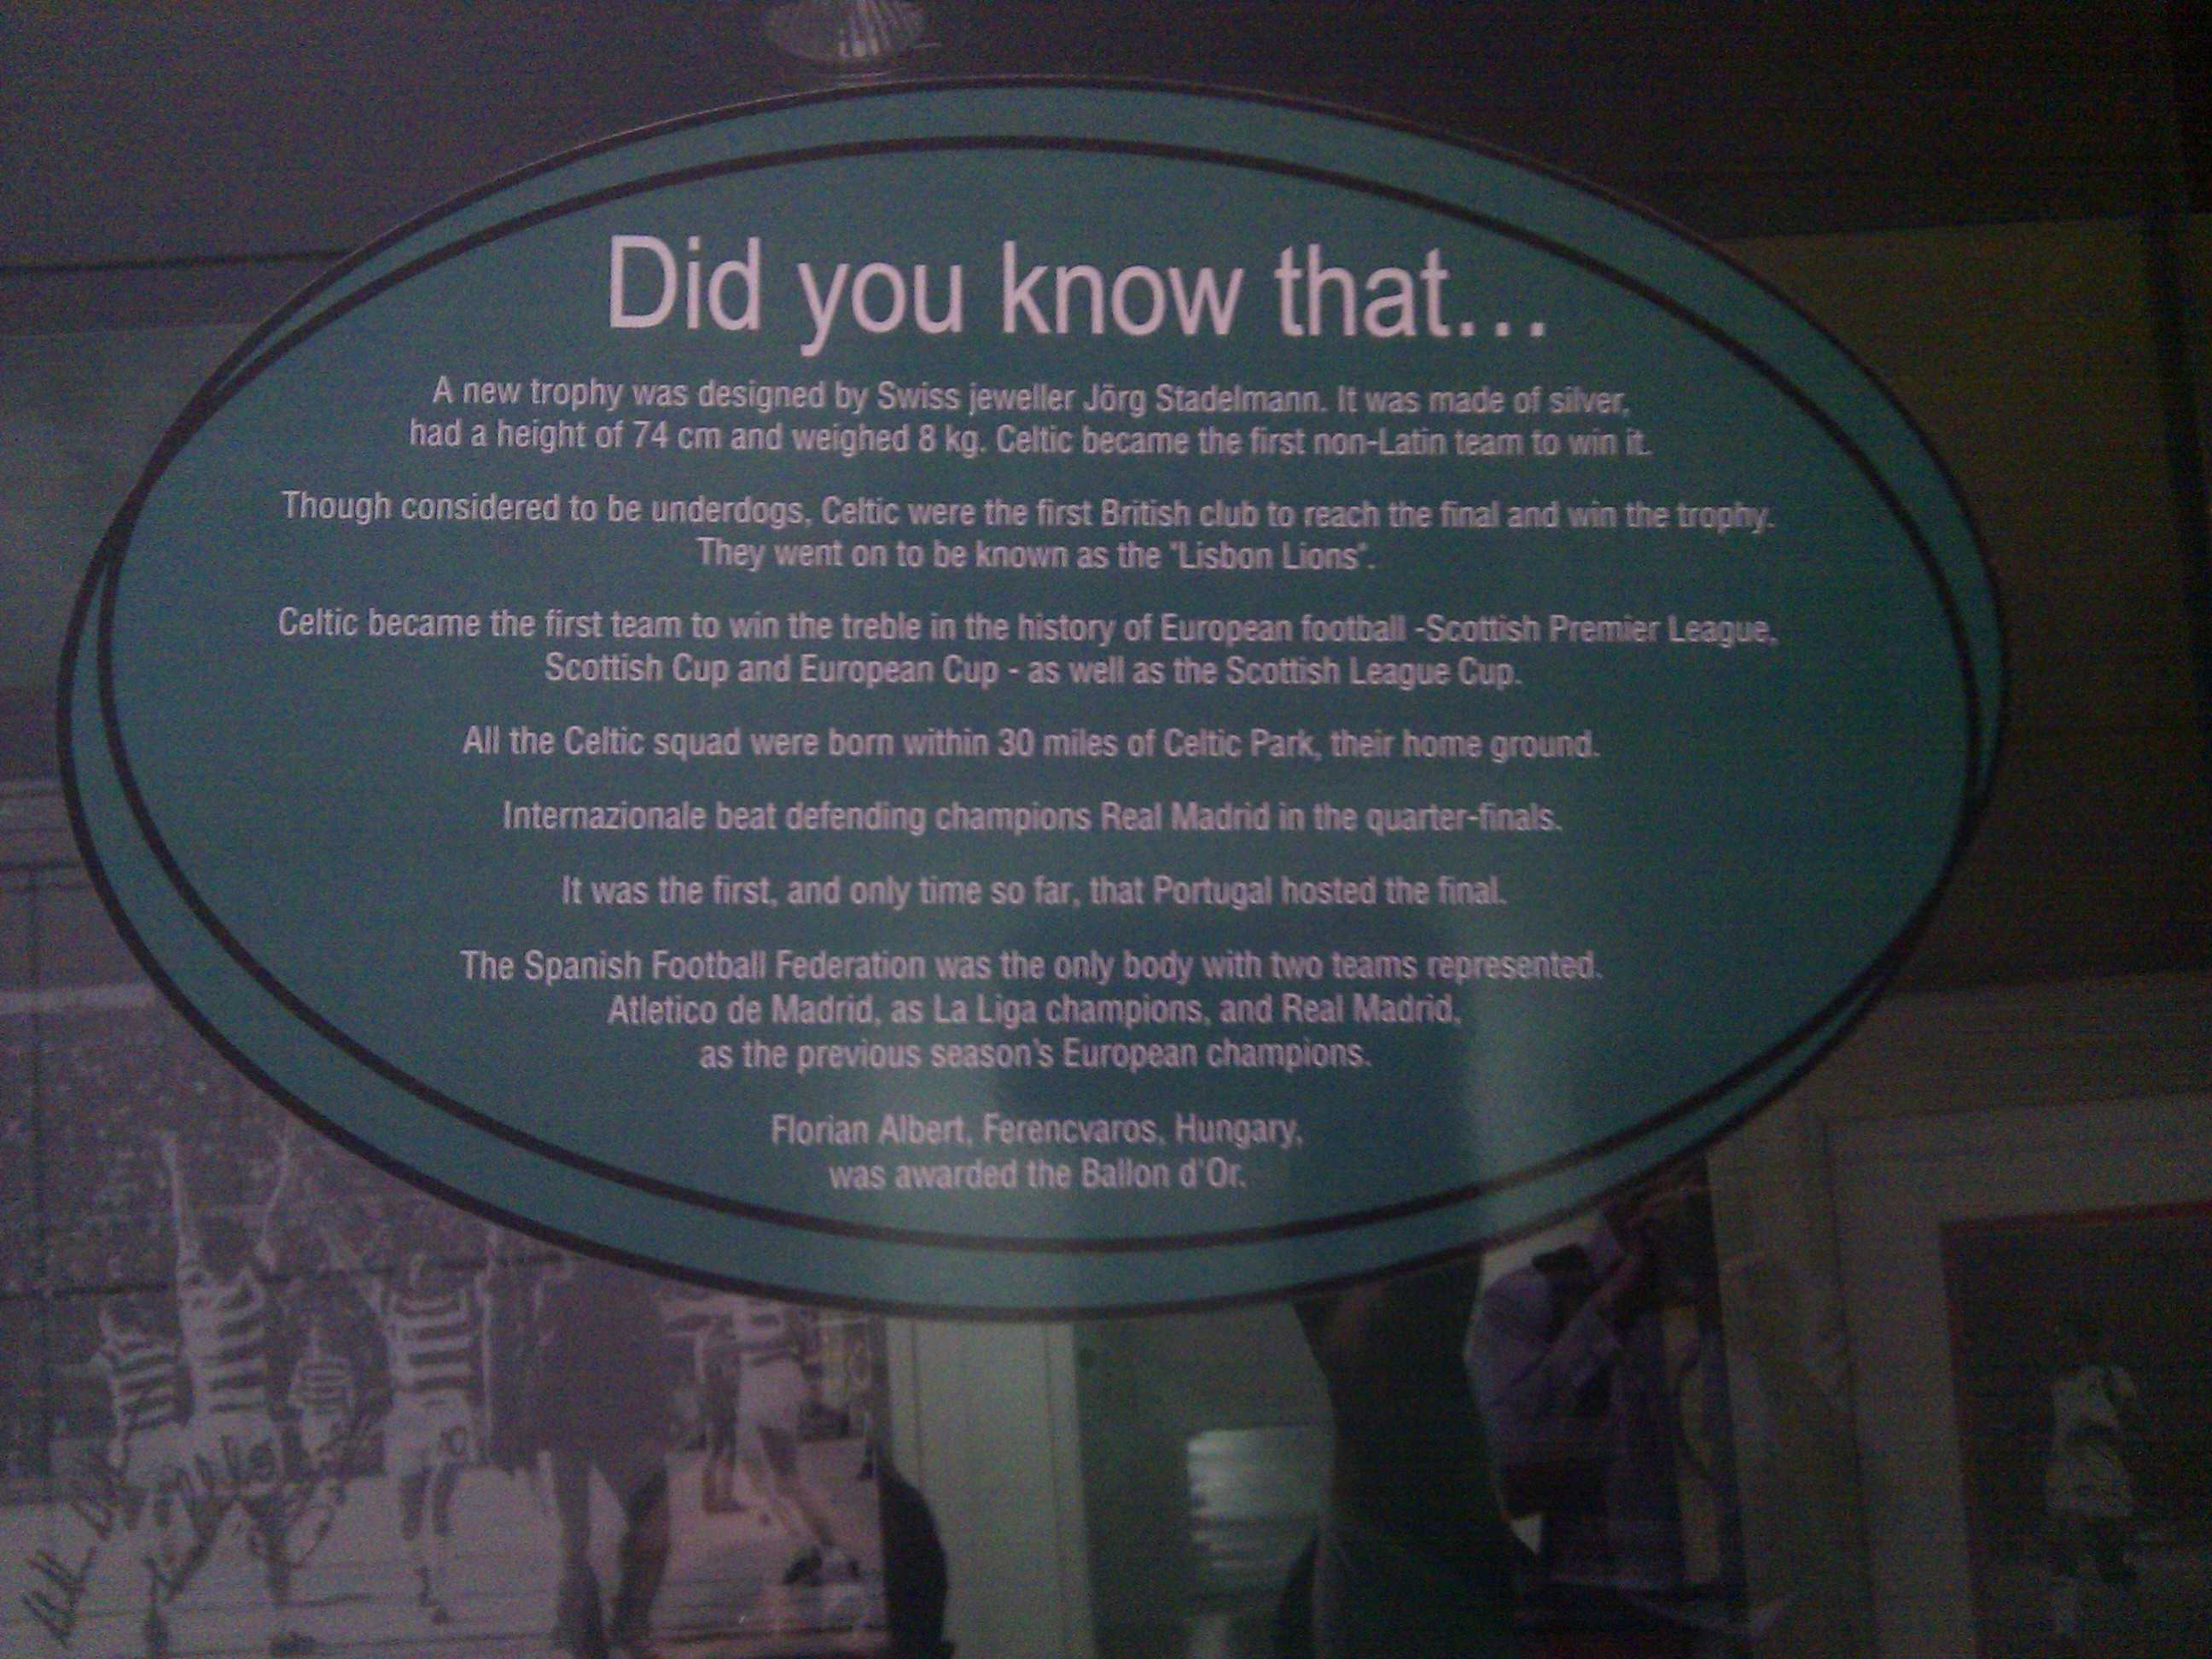 Did you know that...
A new trophy was designed by Swiss jeweller Jörg Stadelmann. It was made of silver,
had a height of 74 cm and weighed 8 kg. Celtic became the first non-Latin team to win it.
Though considered to be underdogs, Celtic were the first British club to reach the final and win the trophy.
They went on to be known as the "Lisbon Lions".
Celtic became the first team to win the treble in the history of European football -Scottish Premier League,
Scottish Cup and European Cup - as well as the Scottish League Cup.
All the Celtic squad were born within 30 miles of Celtic Park, their home ground.
Internazionale beat defending champions Real Madrid in the quarter-finals.
It was the first, and only time so far, that Portugal hosted the final.
The Spanish Football Federation was the only body with two teams represented.
Atletico de Madrid, as La Liga champions, and Real Madrid,
as the previous season's European champions.
Florian Albert, Ferencvaros, Hungary,
was awarded the Ballon d'Or.